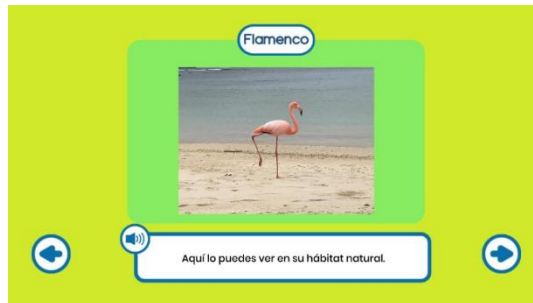 Flamenco
Aquí lo puedes ver en su hábitat natural.